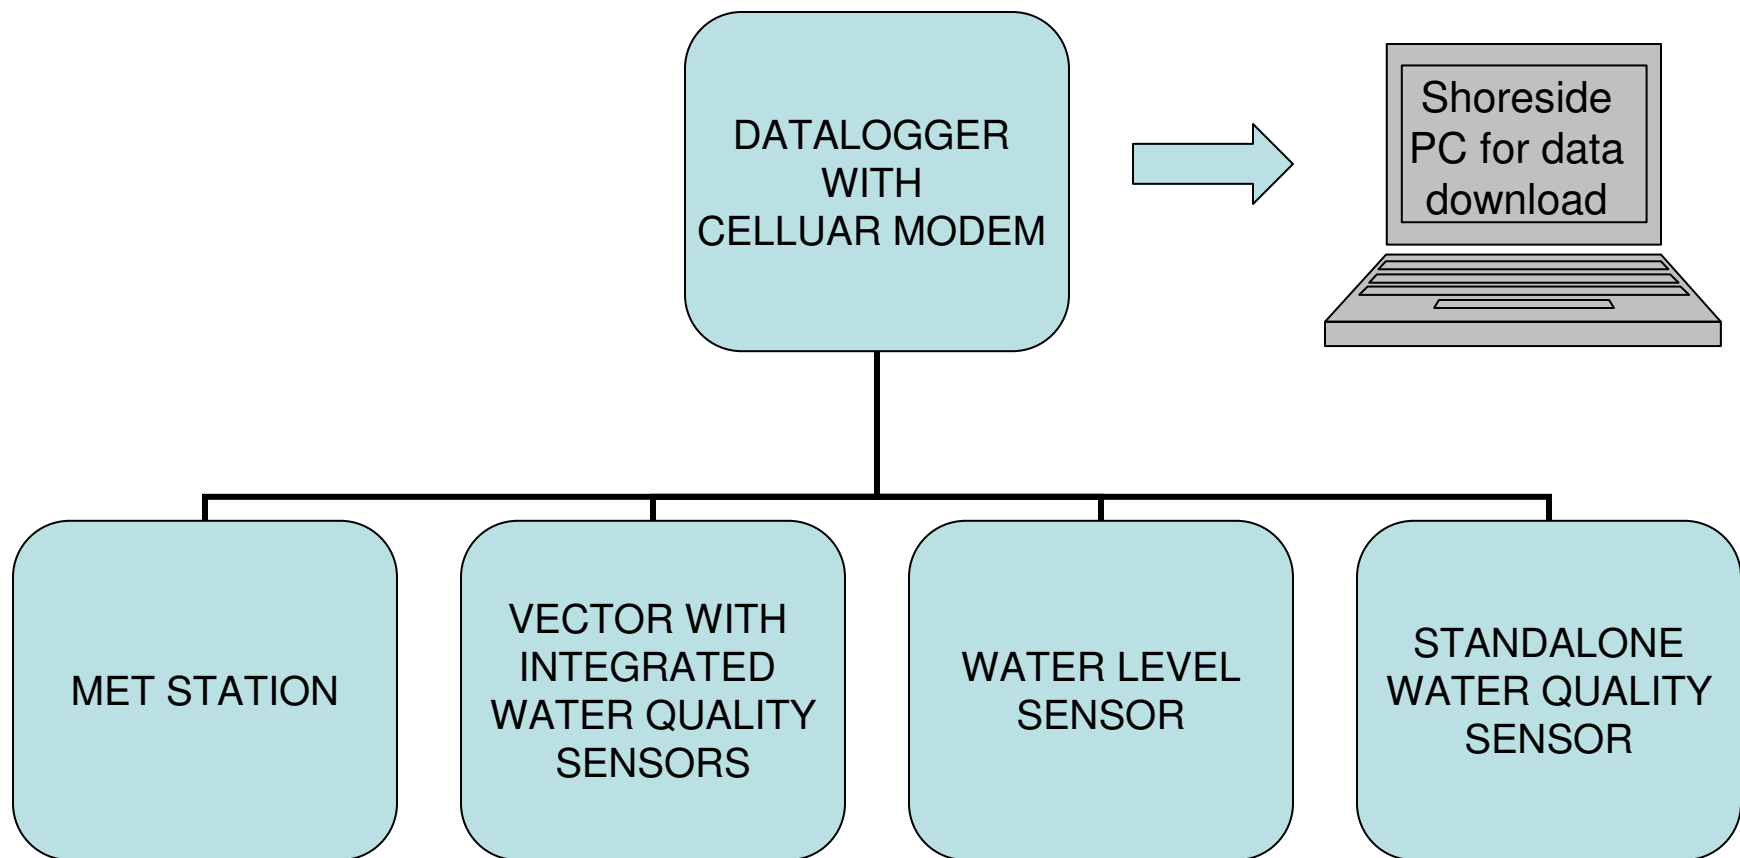 DATALOGGER
WITH
CELLUAR MODEM
Shoreside
PC for data
download
MET STATION
VECTOR WITH
INTEGRATED
WATER QUALITY
SENSORS
WATER LEVEL
SENSOR
STANDALONE
WATER QUALITY
SENSOR